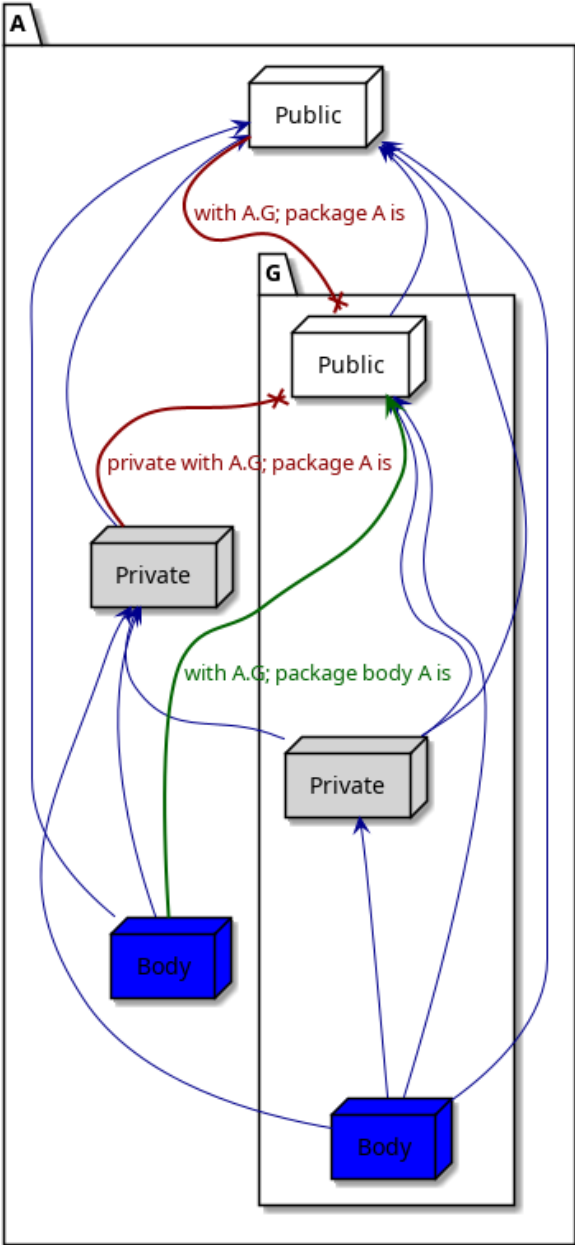 A
Public
with A.G; package A is
G
Public
private with A.G; package A is
Private
with A.G; package body A is
Private
Body
Body